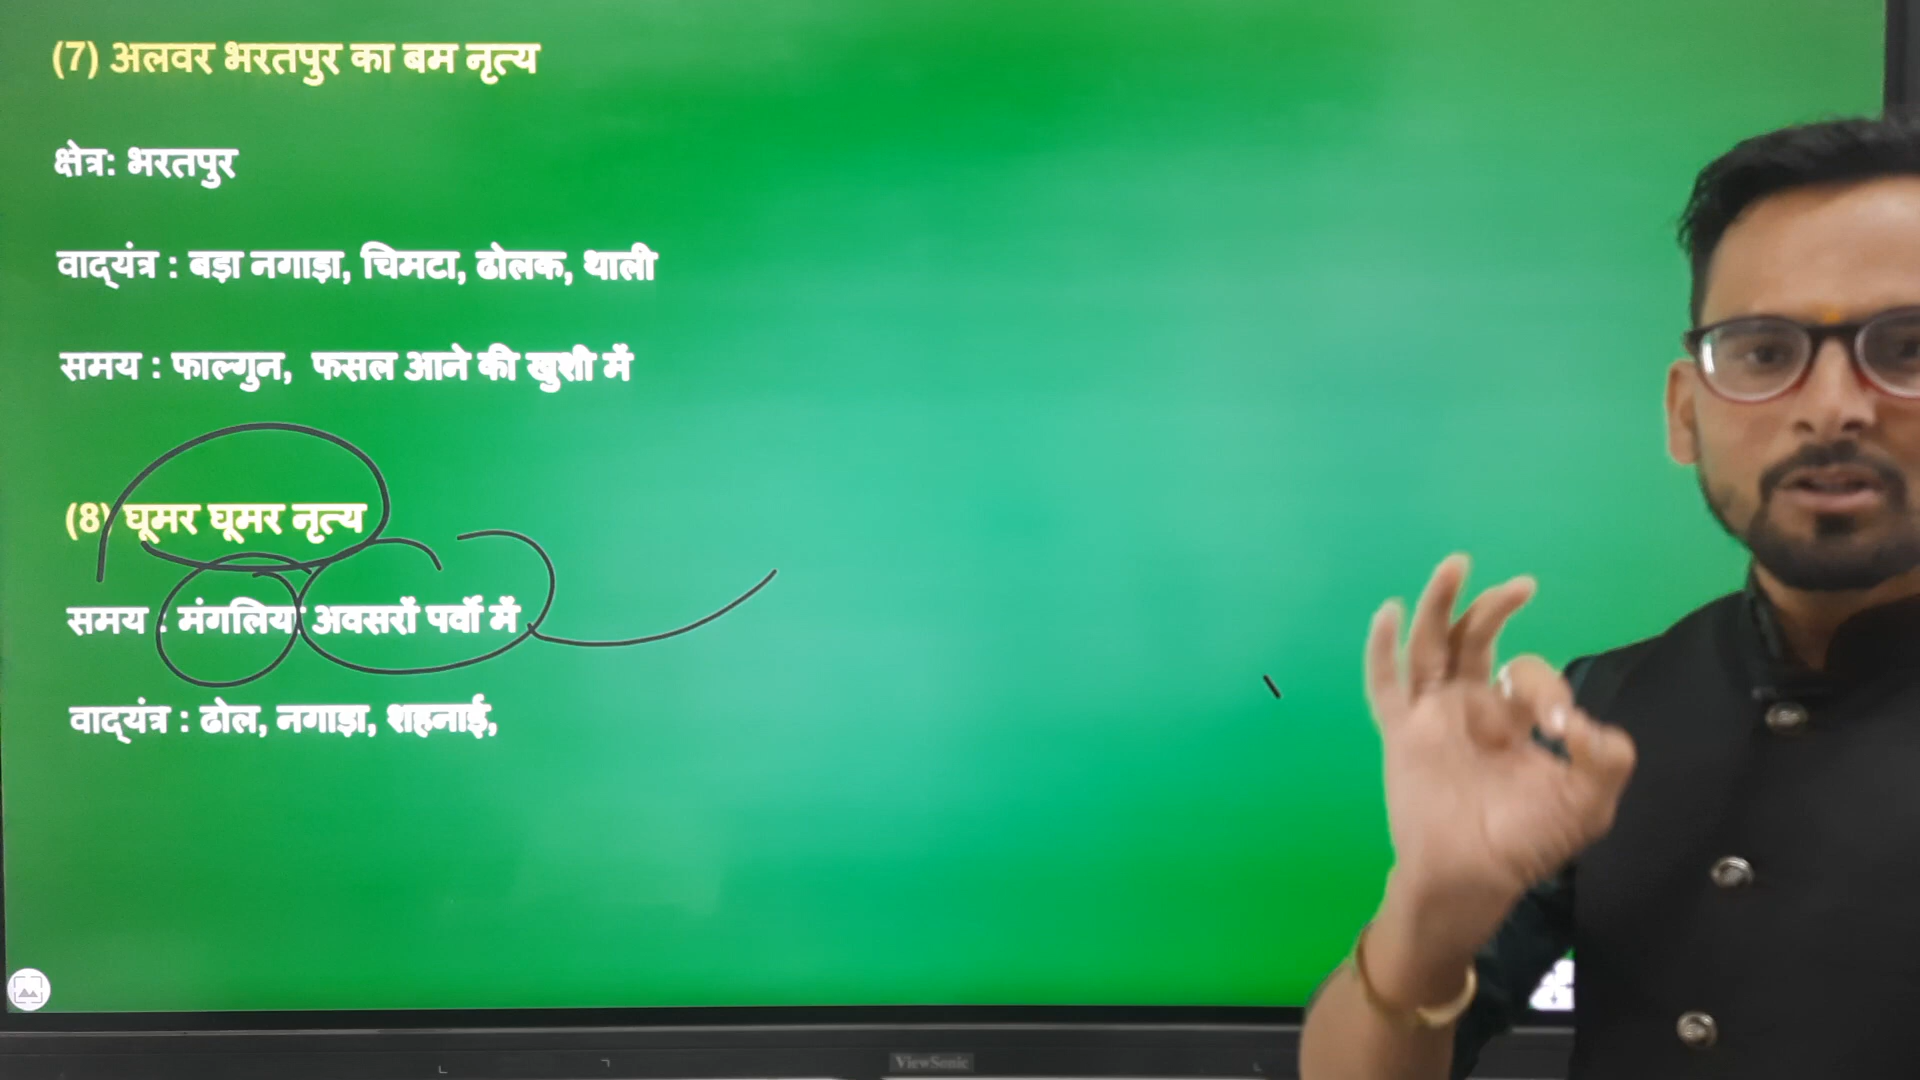 (7) अलवर भरतपुर का बम नृत्य
क्षेत्र: भरतपुर
वाद्यंत्र : बड़ा नगाड़ा, चिमटा, ढोलक, थाली
समय : फाल्गुन, फसल आने की खुशी में
(8) घूमर घूमर नृत्य
समय : मंगलिय अवसरों पर्वो में
वाद्यंत्र : ढोल, नगाड़ा, शहनाई,
ViewSonic